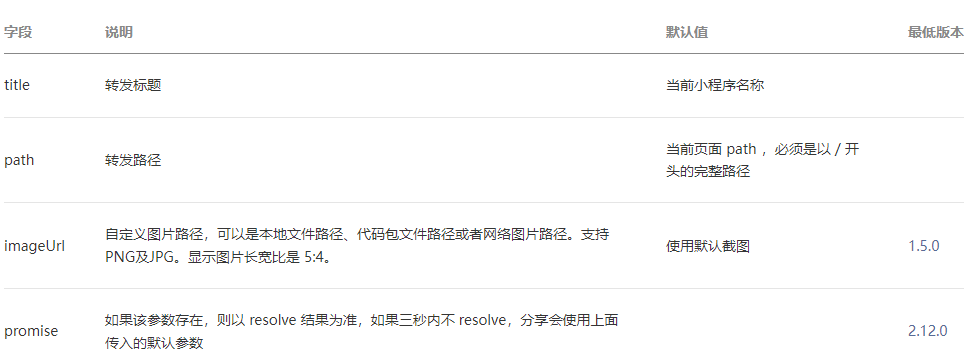 字段 说明 默认值 最低版本
title 转发标题 当前小程序名称
path 转发路径 当前页面 path ，必须是以 / 开
头的完整路径
imageUrl 自定义图片路径，可以是本地文件路径、代码包文件路径或者网络图片路径。支持
PNG及JPG。显示图片长宽比是 5:4。 使用默认截图 1.5.0
promise 如果该参数存在，则以 resolve 结果为准，如果三秒内不 resolve，分享会使用上面
传入的默认参数 2.12.0